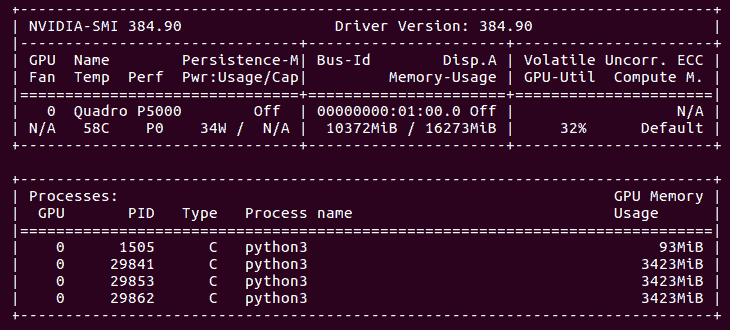 +-----------------------------------------------------------------------------+
| NVIDIA-SMI 384.90                 Driver Version: 384.90                    |
|-------------------------------+----------------------+----------------------+
| GPU  Name        Persistence-M| Bus-Id        Disp.A | Volatile Uncorr. ECC |
| Fan  Temp  Perf  Pwr:Usage/Cap|         Memory-Usage | GPU-Util  Compute M. |
|===============================+======================+======================|
|   0  Quadro P5000        Off  | 00000000:01:00.0 Off |                  N/A |
| N/A   58C    P0    34W /  N/A |  10372MiB / 16273MiB |     32%      Default |
+-------------------------------+----------------------+----------------------+
+-----------------------------------------------------------------------------+
| Processes:                                                       GPU Memory |
|  GPU       PID   Type   Process name                             Usage      |
|=============================================================================|
|    0      1505      C   python3                                       93MiB |
|    0     29841      C   python3                                     3423MiB |
|    0     29853      C   python3                                     3423MiB |
|    0     29862      C   python3                                     3423MiB |
+-----------------------------------------------------------------------------+